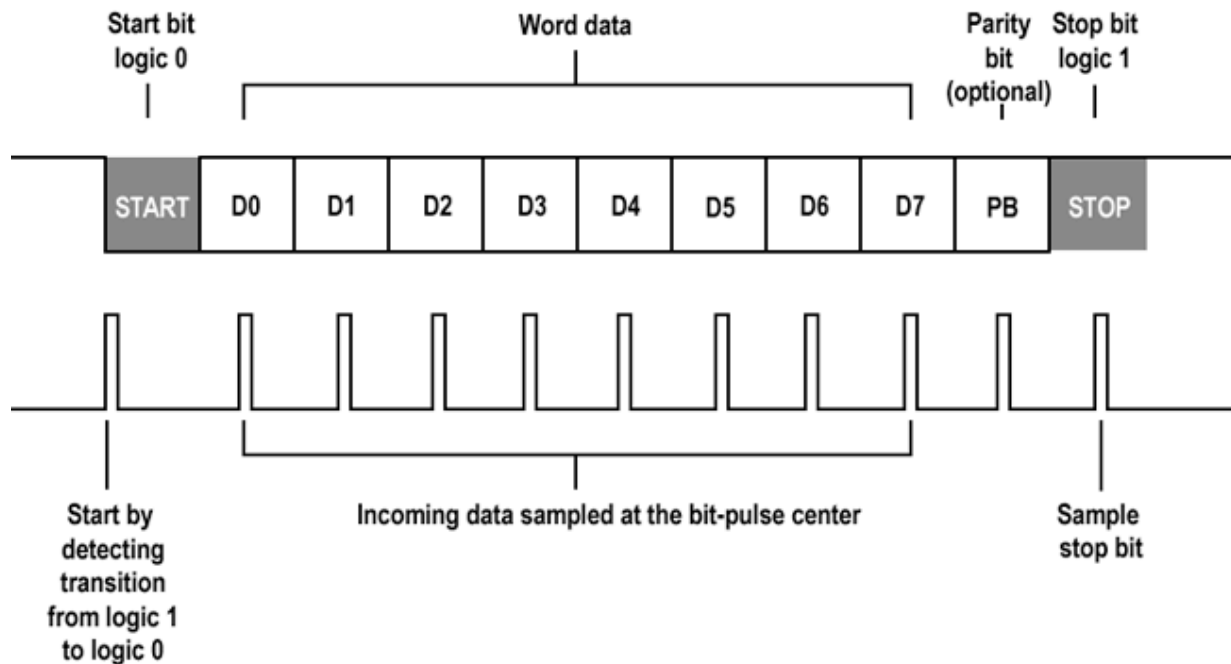 Start bit
logic 0
Word data
Parity
bit
(optional)
Stop bit
logic 1
START
D0
D1
D2
D3
D4
D5
D6
D7
PB
STOP
Start by
detecting
transition
from logic 1
to logic 0
Incoming data sampled at the bit-pulse center
Sample
stop bit